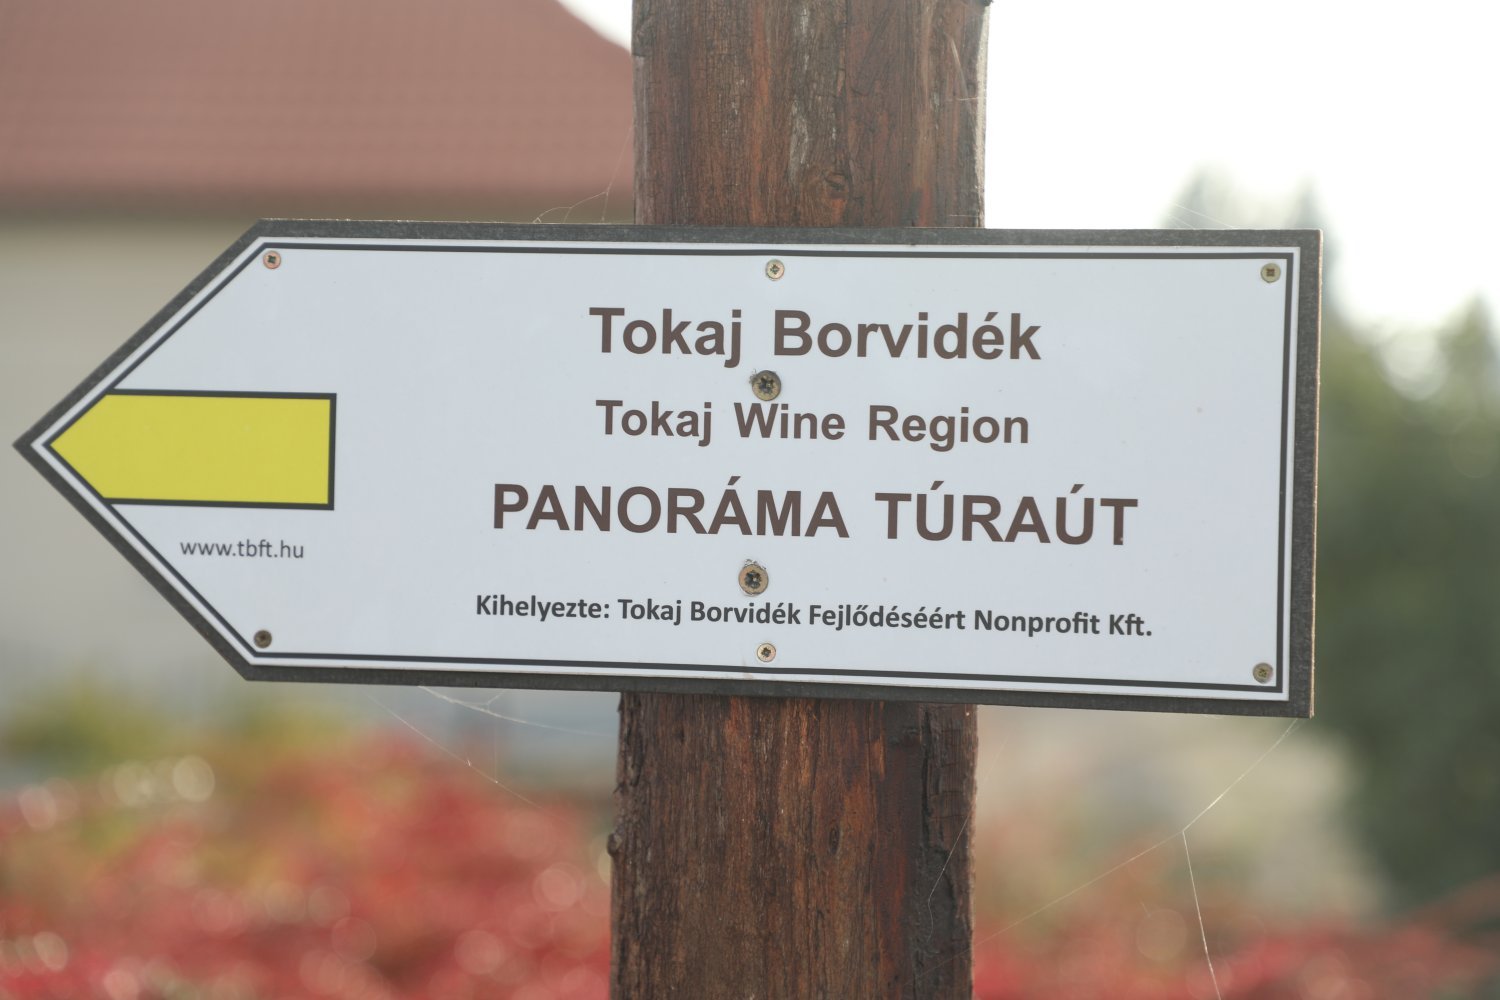 Tokaj Borvidék
Tokaj Wine Region
PANORÁMA TÚRAÚT
www.tbft.hu
Kihelyezte: Tokaj Borvidék Fejlődéséért Nonprofit Kft.